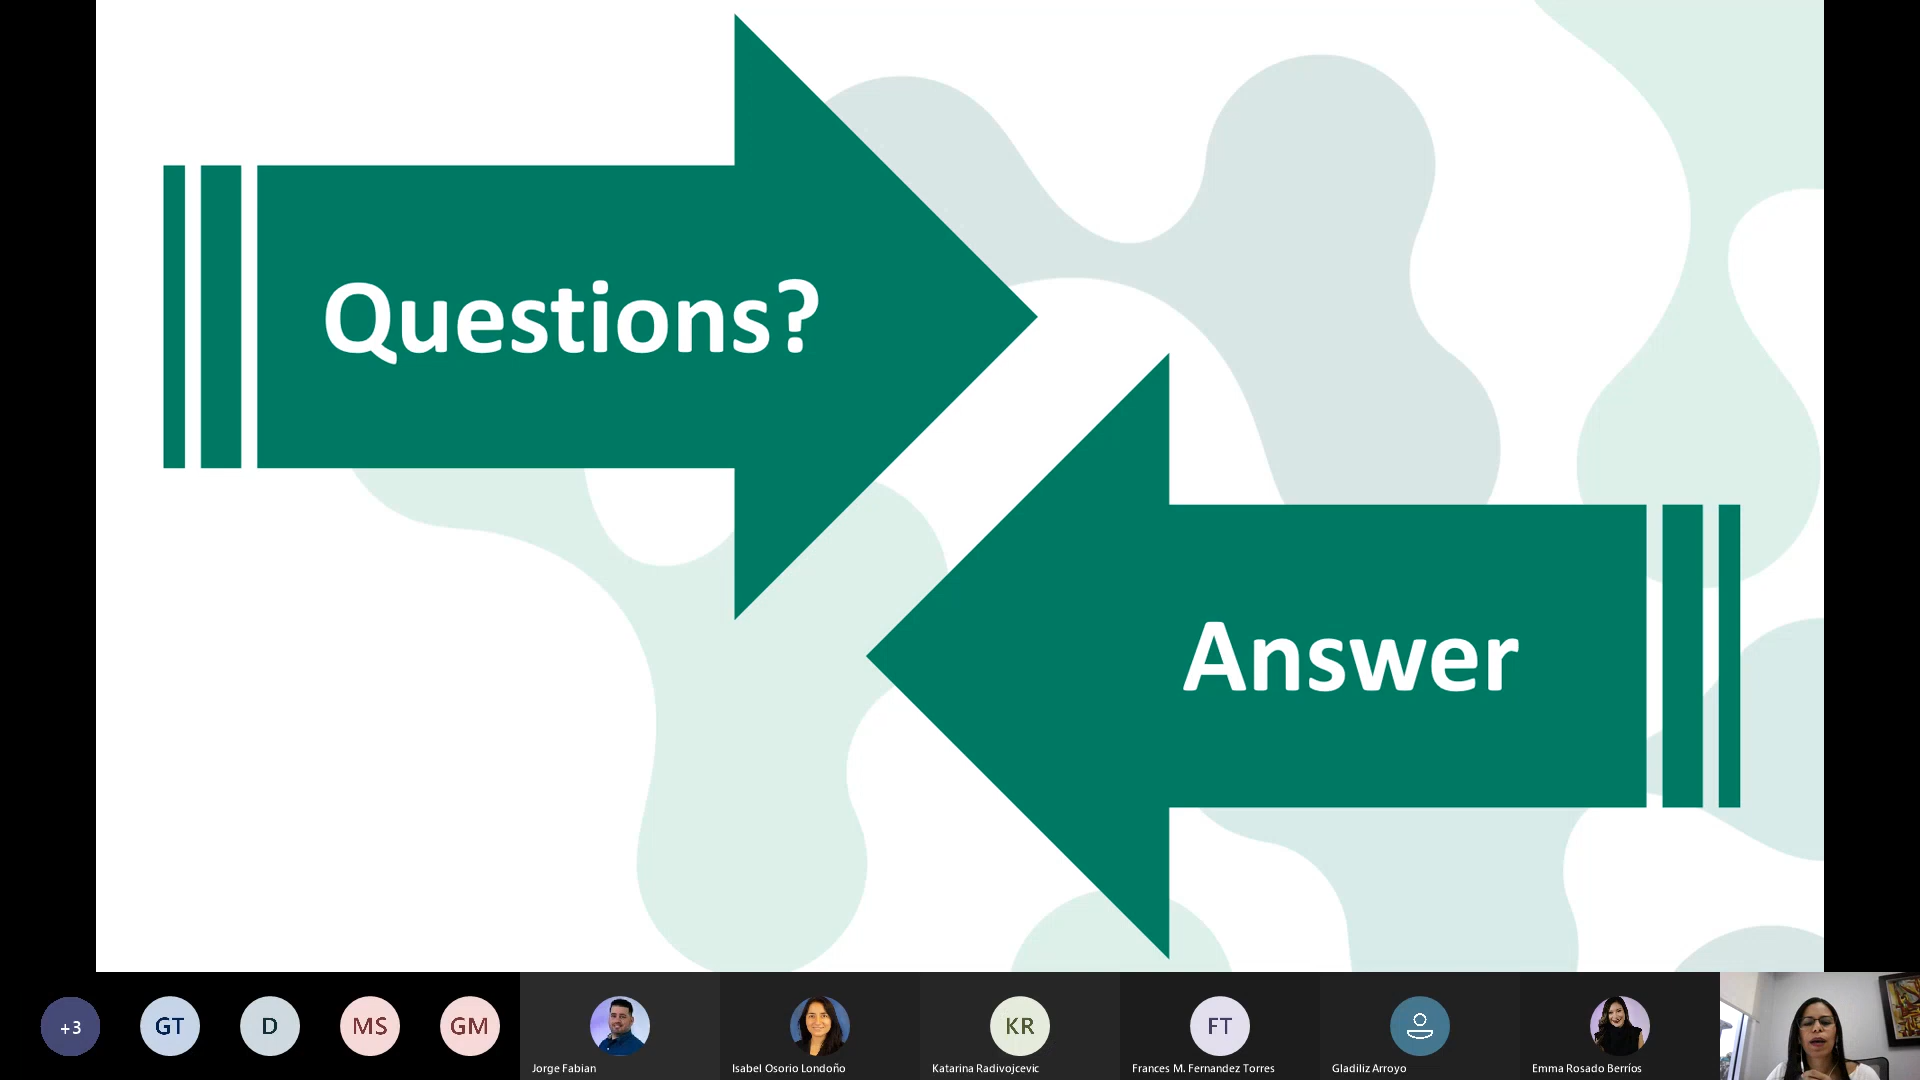 Questions?
Answer
+3
GT
D
MS
GM
KR
FT
Jorge Fabian
Isabel Osorio Londoño
Katarina Radivojcevic
Frances M. Fernandez Torres
Gladiliz Arroyo
Emma Rosado Berríos